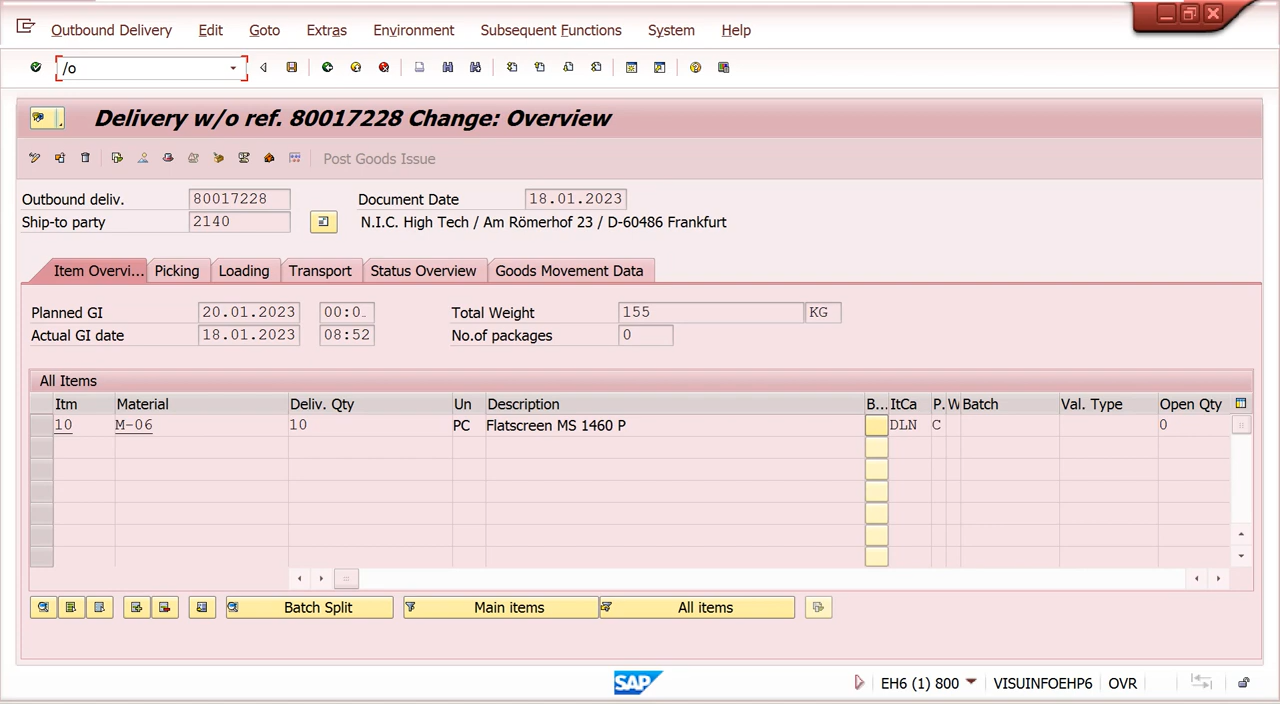 Outbound Delivery Edit Goto Extras Environment Subsequent Functions System Help
/o
Delivery w/o ref. 80017228 Change: Overview
Post Goods Issue
Outbound deliv. 80017228 Document Date 18.01.2023
Ship-to party 2140 N.I.C. High Tech / Am Römerhof 23 / D-60486 Frankfurt
Item Overvi... Picking Loading Transport Status Overview Goods Movement Data
Planned GI 20.01.2023 00:0.. Total Weight 155 KG
Actual GI date 18.01.2023 08:52 No.of packages 0
All Items
Itm Material Deliv. Qty Un Description B... ItCa P. W Batch Val. Type Open Qty
10 M-06 10 PC Flatscreen MS 1460 P DLN C 0
Batch Split Main items All items
SAP EH6 (1) 800 VISUINFOEHP6 OVR